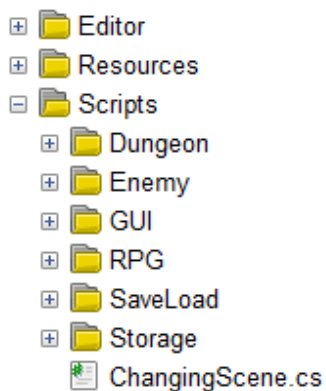 Editor
Resources
Scripts
Dungeon
Enemy
GUI
RPG
SaveLoad
Storage
ChangingScene.cs